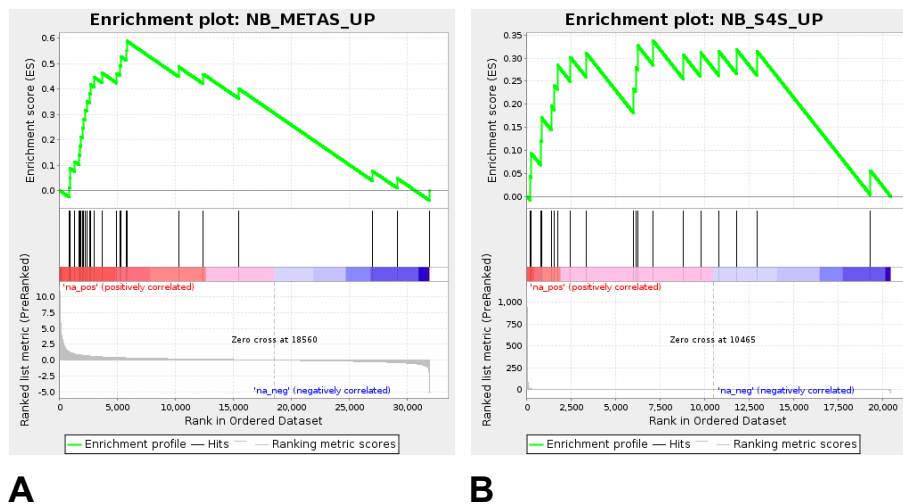 Enrichment plot: NB_METAS_UP
Enrichment score (ES)
0.6
0.5
0.4
0.3
0.2
0.1
0.0
'na_pos' (positively correlated)
Ranked list metric (PreRanked)
10.0
7.5
5.0
2.5
0.0
-2.5
-5.0
Zero cross at 18560
'na_neg' (negatively correlated)
0 5,000 10,000 15,000 20,000 25,000 30,000
Rank in Ordered Dataset
Enrichment profile Hits Ranking metric scores
A
Enrichment plot: NB_S4S_UP
Enrichment score (ES)
0.35
0.30
0.25
0.20
0.15
0.10
0.05
0.00
'na_pos' (positively correlated)
Ranked list metric (PreRanked)
1,000
750
500
250
0
Zero cross at 10465
'na_neg' (negatively correlated)
0 2,500 5,000 7,500 10,000 12,500 15,000 17,500 20,000
Rank in Ordered Dataset
Enrichment profile Hits Ranking metric scores
B